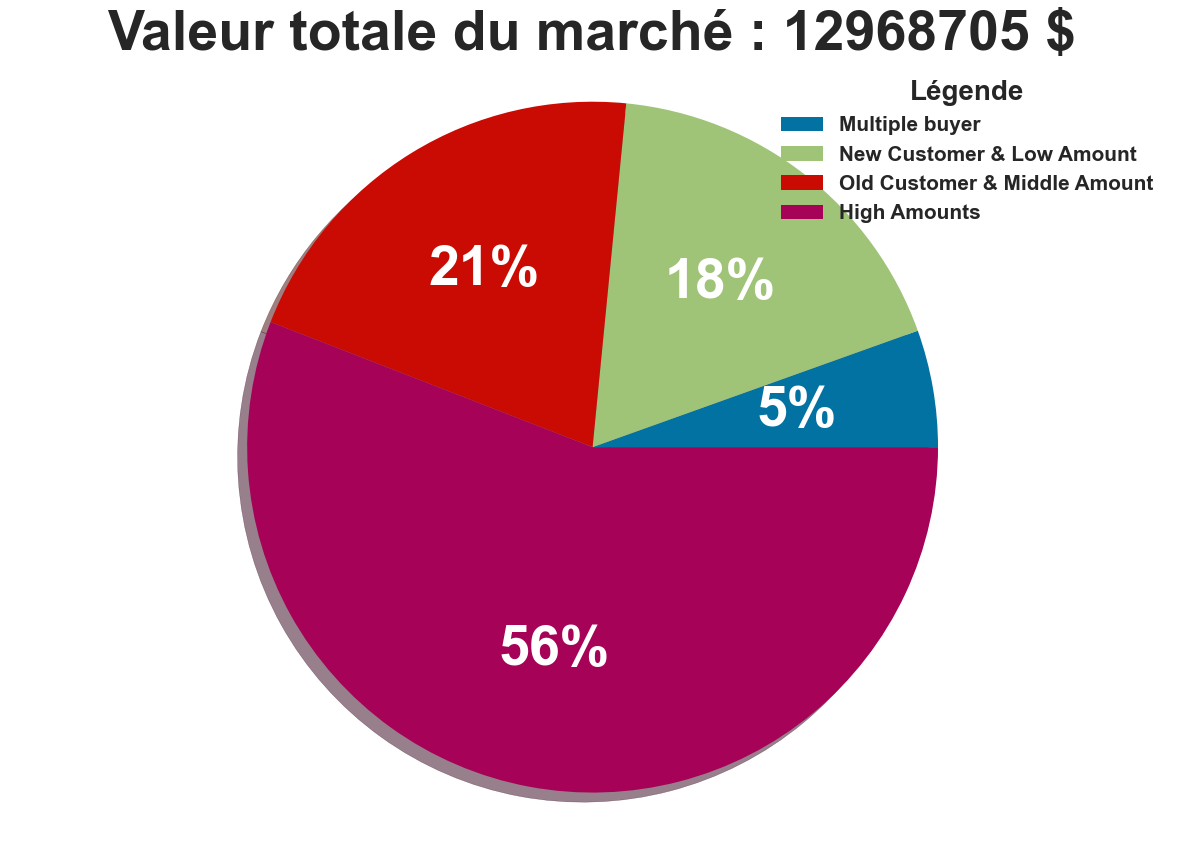 Valeur totale du marché : 12968705 $
Légende
Multiple buyer
New Customer & Low Amount
Old Customer & Middle Amount
High Amounts
21%
18%
5%
56%